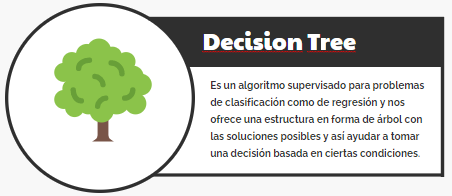 Decision Tree
Es un algoritmo supervisado para problemas
de clasificación como de regresión y nos
ofrece una estructura en forma de árbol con
las soluciones posibles y así ayudar a tomar
una decisión basada en ciertas condiciones.